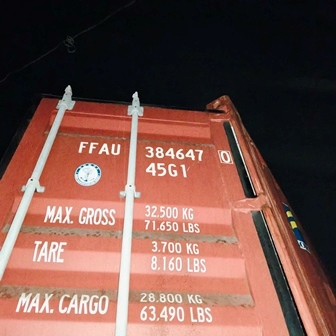 FFAU 384647 0
45G1
MAX. GROSS 32.500 KG
71.650 LBS
TARE 3.700 KG
8.160 LBS
MAX. CARGO 28.800 KG
63.490 LBS